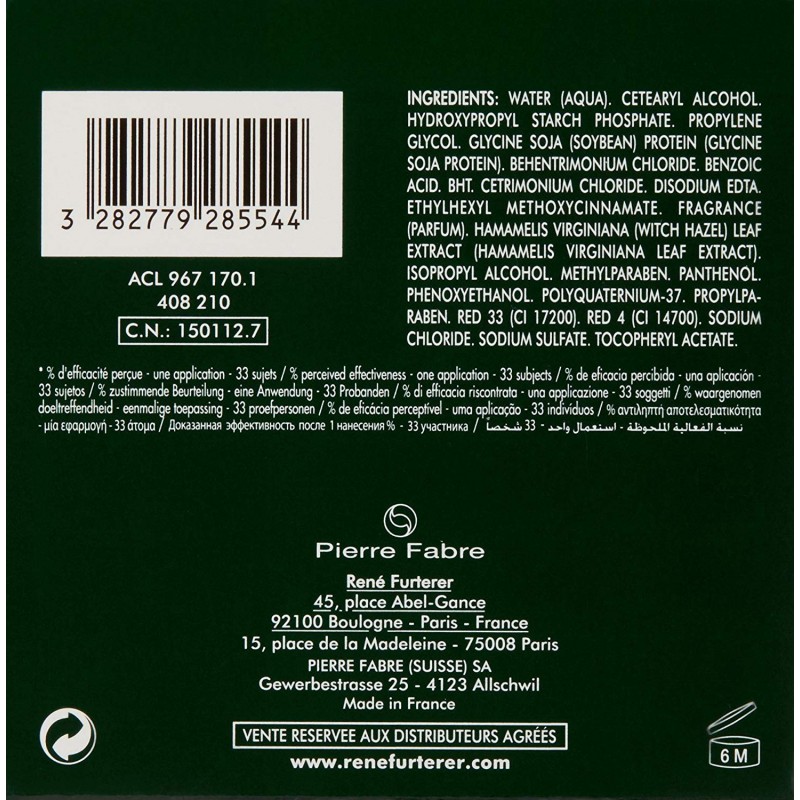 INGREDIENTS: WATER (AQUA). CETEARYL ALCOHOL.
HYDROXYPROPYL STARCH PHOSPHATE. PROPYLENE
GLYCOL. GLYCINE SOJA (SOYBEAN) PROTEIN (GLYCINE
SOJA PROTEIN). BEHENTRIMONIUM CHLORIDE. BENZOIC
ACID. BHT. CETRIMONIUM CHLORIDE. DISODIUM EDTA.
ETHYLHEXYL METHOXYCINNAMATE. FRAGRANCE
(PARFUM). HAMAMELIS VIRGINIANA (WITCH HAZEL) LEAF
EXTRACT (HAMAMELIS VIRGINIANA LEAF EXTRACT).
ISOPROPYL ALCOHOL. METHYLPARABEN. PANTHENOL.
PHENOXYETHANOL. POLYQUATERNIUM-37. PROPYLPA-
RABEN. RED 33 (CI 17200). RED 4 (CI 14700). SODIUM
CHLORIDE. SODIUM SULFATE. TOCOPHERYL ACETATE.
3 282779 285544
ACL 967 170.1
408 210
C.N.: 150112.7
* % d'efficacité perçue - une application - 33 sujets / % perceived effectiveness - one application - 33 subjects / % de eficacia percibida - una aplicación -
33 sujetos / % zustimmende Beurteilung - eine Anwendung - 33 Probanden / % di efficacia riscontrata - una applicazione - 33 soggetti / % waargenomen
doeltreffendheid - eenmalige toepassing - 33 proefpersonen / % de eficácia perceptível - uma aplicação - 33 individuos / % αντιληπτή αποτελεσματικότητα
- μία εφαρμογή - 33 άτομα / Доказанная эффективность после 1 нанесения % - 33 участника / * نسبة الفعالية الملحوظة - استعمال واحد - 33 شخصاً
Pierre Fabre
René Furterer
45, place Abel-Gance
92100 Boulogne - Paris - France
15, place de la Madeleine - 75008 Paris
PIERRE FABRE (SUISSE) SA
Gewerbestrasse 25 - 4123 Allschwil
Made in France
VENTE RESERVEE AUX DISTRIBUTEURS AGRÉÉS
www.renefurterer.com
6 M